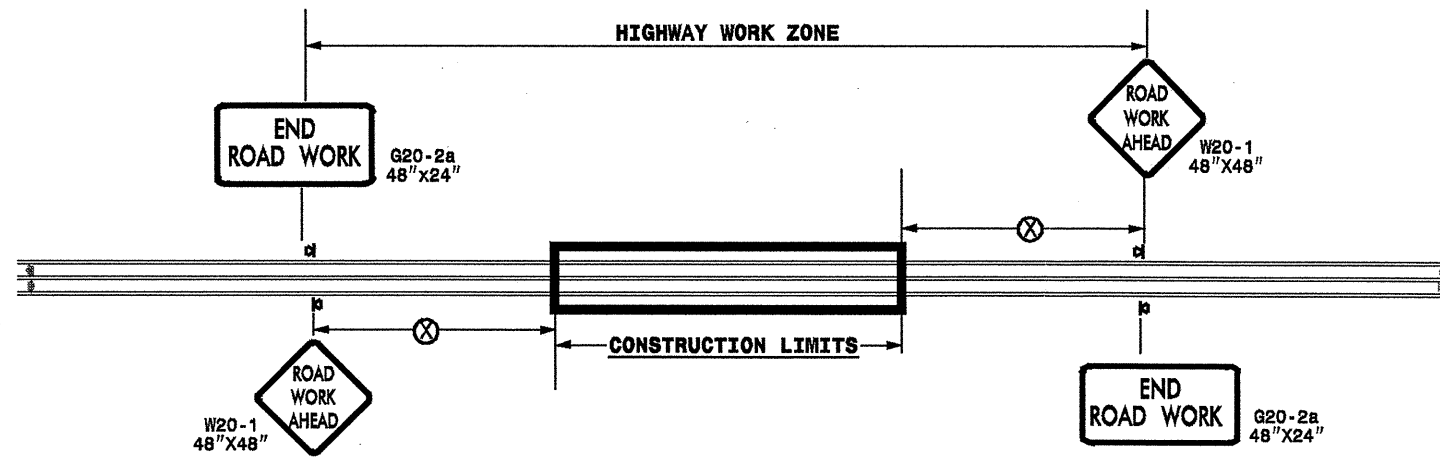 HIGHWAY WORK ZONE
END
ROAD WORK
G20-2a
48"x24"
ROAD
WORK
AHEAD
W20-1
48"X48"
X
X
CONSTRUCTION LIMITS
ROAD
WORK
AHEAD
W20-1
48"X48"
END
ROAD WORK
G20-2a
48"X24"